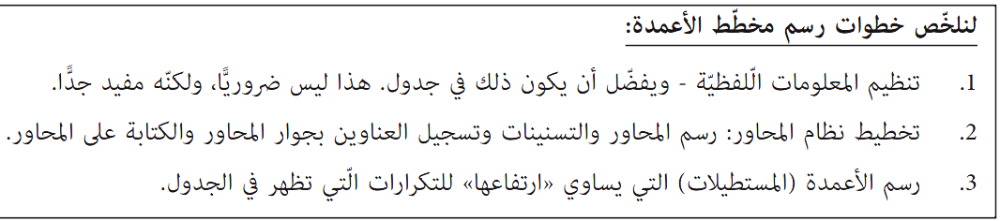 لنلخّص خطوات رسم مخطّط الأعمدة:
1. تنظيم المعلومات الّلفظيّة - ويفضّل أن يكون ذلك في جدول. هذا ليس ضروريًّا، ولكنّه مفيد جدًّا.
2. تخطيط نظام المحاور: رسم المحاور والتسنينات وتسجيل العناوين بجوار المحاور والكتابة على المحاور.
3. رسم الأعمدة (المستطيلات) التي يساوي «ارتفاعها» للتكرارات الّتي تظهر في الجدول.